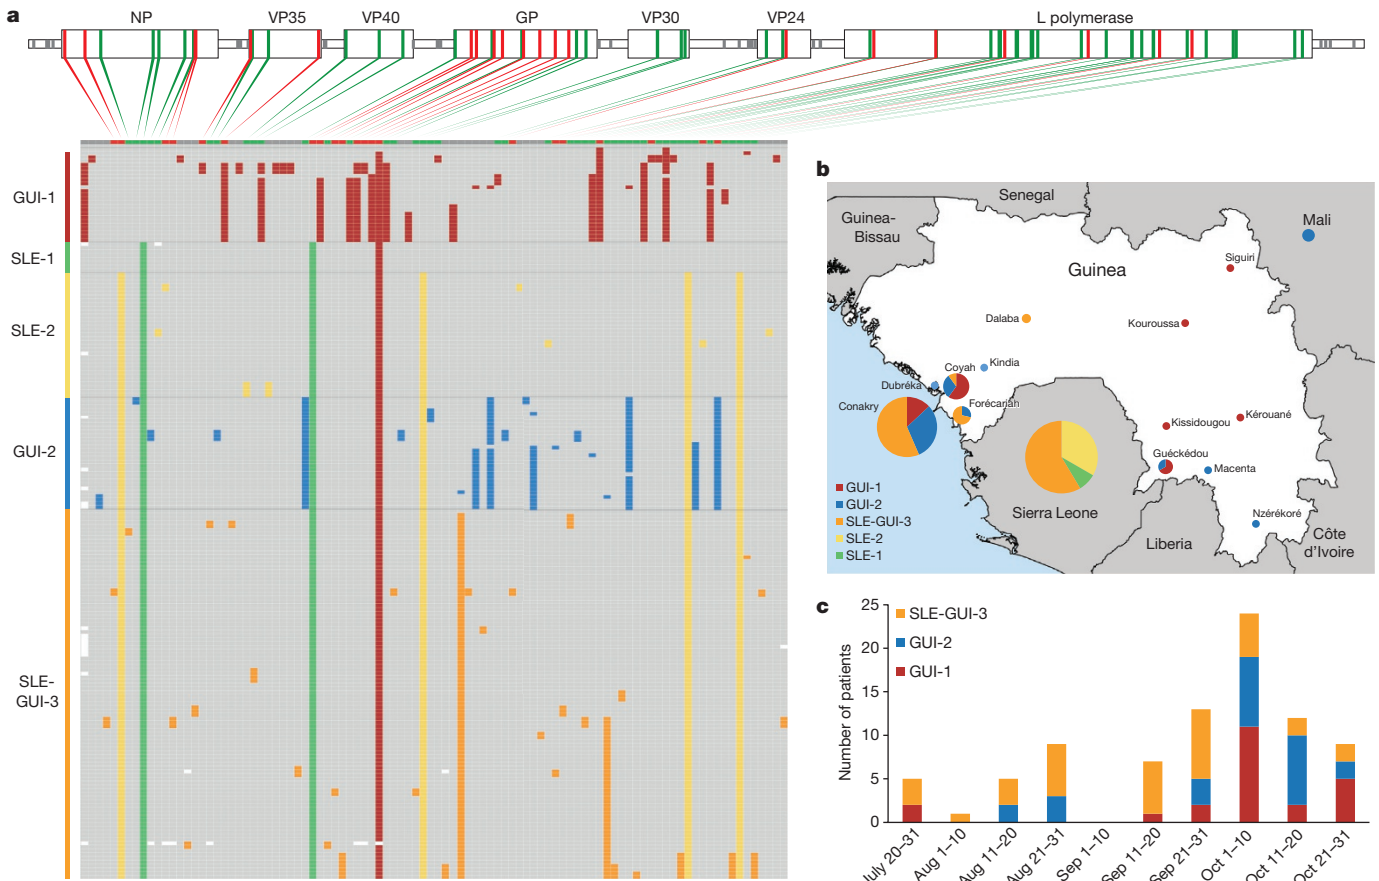 a
NP
VP35
VP40
GP
VP30
VP24
L polymerase
GUI-1
SLE-1
SLE-2
GUI-2
SLE-
GUI-3
b
Senegal
Guinea-
Bissau
Mali
Guinea
Siguiri
Dalaba
Kouroussa
Coyah
Kindia
Dubréka
Conakry
Forécariah
Kissidougou
Kérouané
Guéckédou
Macenta
Nzérékoré
Sierra Leone
Liberia
Côte
d'Ivoire
GUI-1
GUI-2
SLE-GUI-3
SLE-2
SLE-1
c
Number of patients
25
20
15
10
5
0
SLE-GUI-3
GUI-2
GUI-1
July 20–31
Aug 1–10
Aug 11–20
Aug 21–31
Sep 1–10
Sep 11–20
Sep 21–31
Oct 1–10
Oct 11–20
Oct 21–31